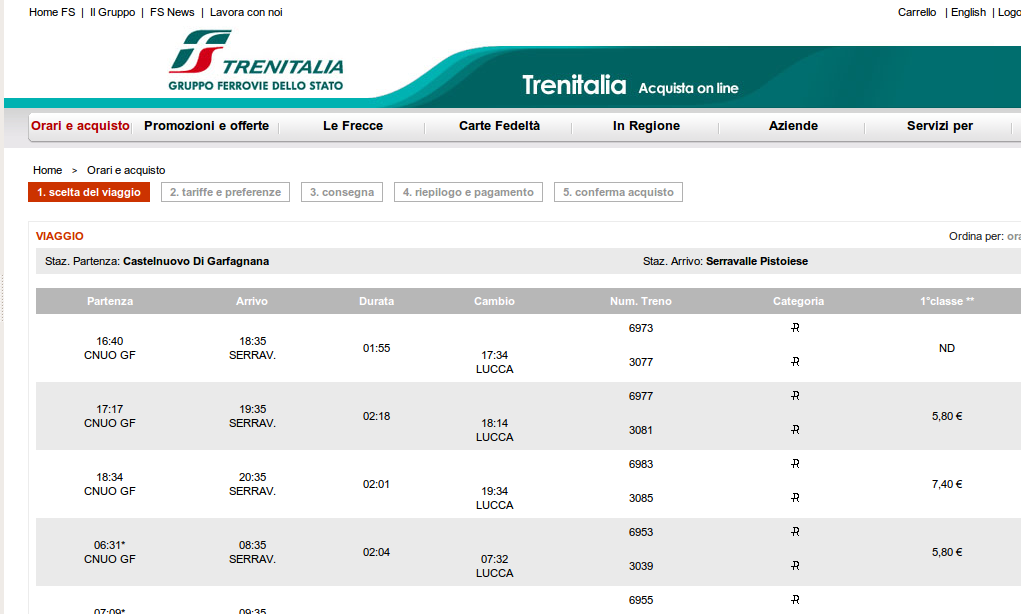 Home FS | Il Gruppo | FS News | Lavora con noi
Carrello | English | Logo
TRENITALIA
GRUPPO FERROVIE DELLO STATO
Trenitalia Acquista on line
Orari e acquisto Promozioni e offerte Le Frecce Carte Fedeltà In Regione Aziende Servizi per
Home > Orari e acquisto
1. scelta del viaggio 2. tariffe e preferenze 3. consegna 4. riepilogo e pagamento 5. conferma acquisto
VIAGGIO Ordina per: ora
Staz. Partenza: Castelnuovo Di Garfagnana Staz. Arrivo: Serravalle Pistoiese
Partenza Arrivo Durata Cambio Num. Treno Categoria 1°classe **
6973 R
16:40 18:35
01:55 ND
CNUO GF SERRAV. 17:34
3077 R
LUCCA
6977 R
17:17 19:35
02:18 5,80 €
CNUO GF SERRAV. 18:14
3081 R
LUCCA
6983 R
18:34 20:35
02:01 7,40 €
CNUO GF SERRAV. 19:34
3085 R
LUCCA
6953 R
06:31* 08:35
02:04 5,80 €
CNUO GF SERRAV. 07:32
3039 R
LUCCA
6955 R
07:09* 09:35